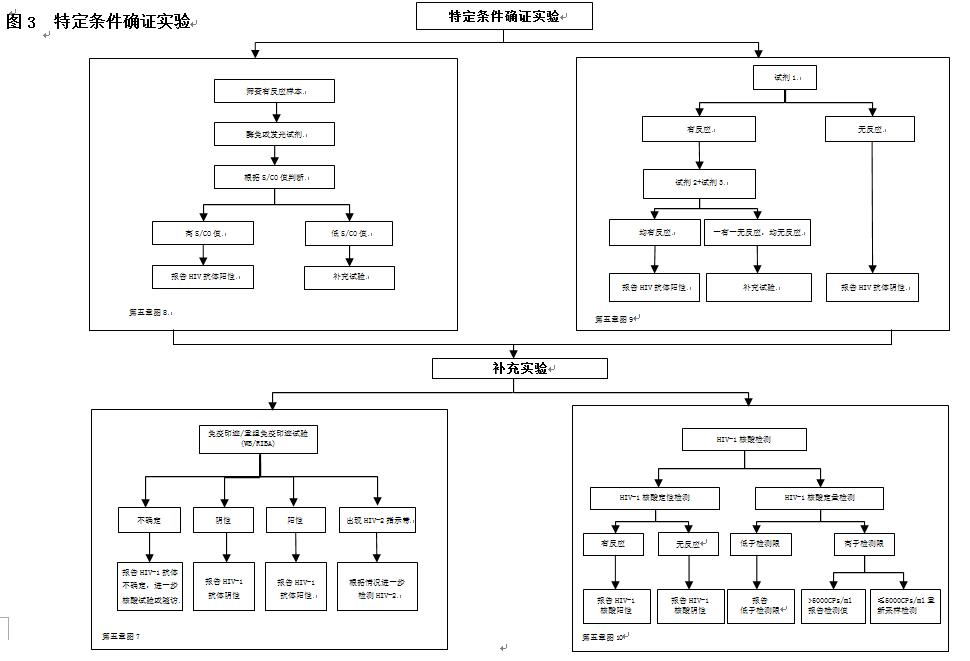 图3 特定条件确证实验
特定条件确证实验
筛查有反应样本
酶免或发光试剂
根据S/CO值判断
高S/CO值
低S/CO值
报告HIV抗体阳性
补充试验
第五章图8
试剂1
有反应
无反应
试剂2+试剂3
均有反应
一有一无反应，均无反应
报告HIV抗体阳性
补充试验
报告HIV抗体阴性
第五章图9
补充实验
免疫印迹/重组免疫印迹试验
(WB/RIBA)
不确定
阴性
阳性
出现HIV-2指示带
报告HIV-1抗体
不确定，进一步
核酸试验或随访
报告HIV-1
抗体阴性
报告HIV-1
抗体阳性
根据情况进一步
检测HIV-2
第五章图7
HIV-1核酸检测
HIV-1核酸定性检测
HIV-1核酸定量检测
有反应
无反应
低于检测限
高于检测限
报告HIV-1
核酸阳性
报告HIV-1
核酸阴性
报告
低于检测限
>5000CPs/ml
报告检测值
≤5000CPs/ml重
新采样检测
第五章图10